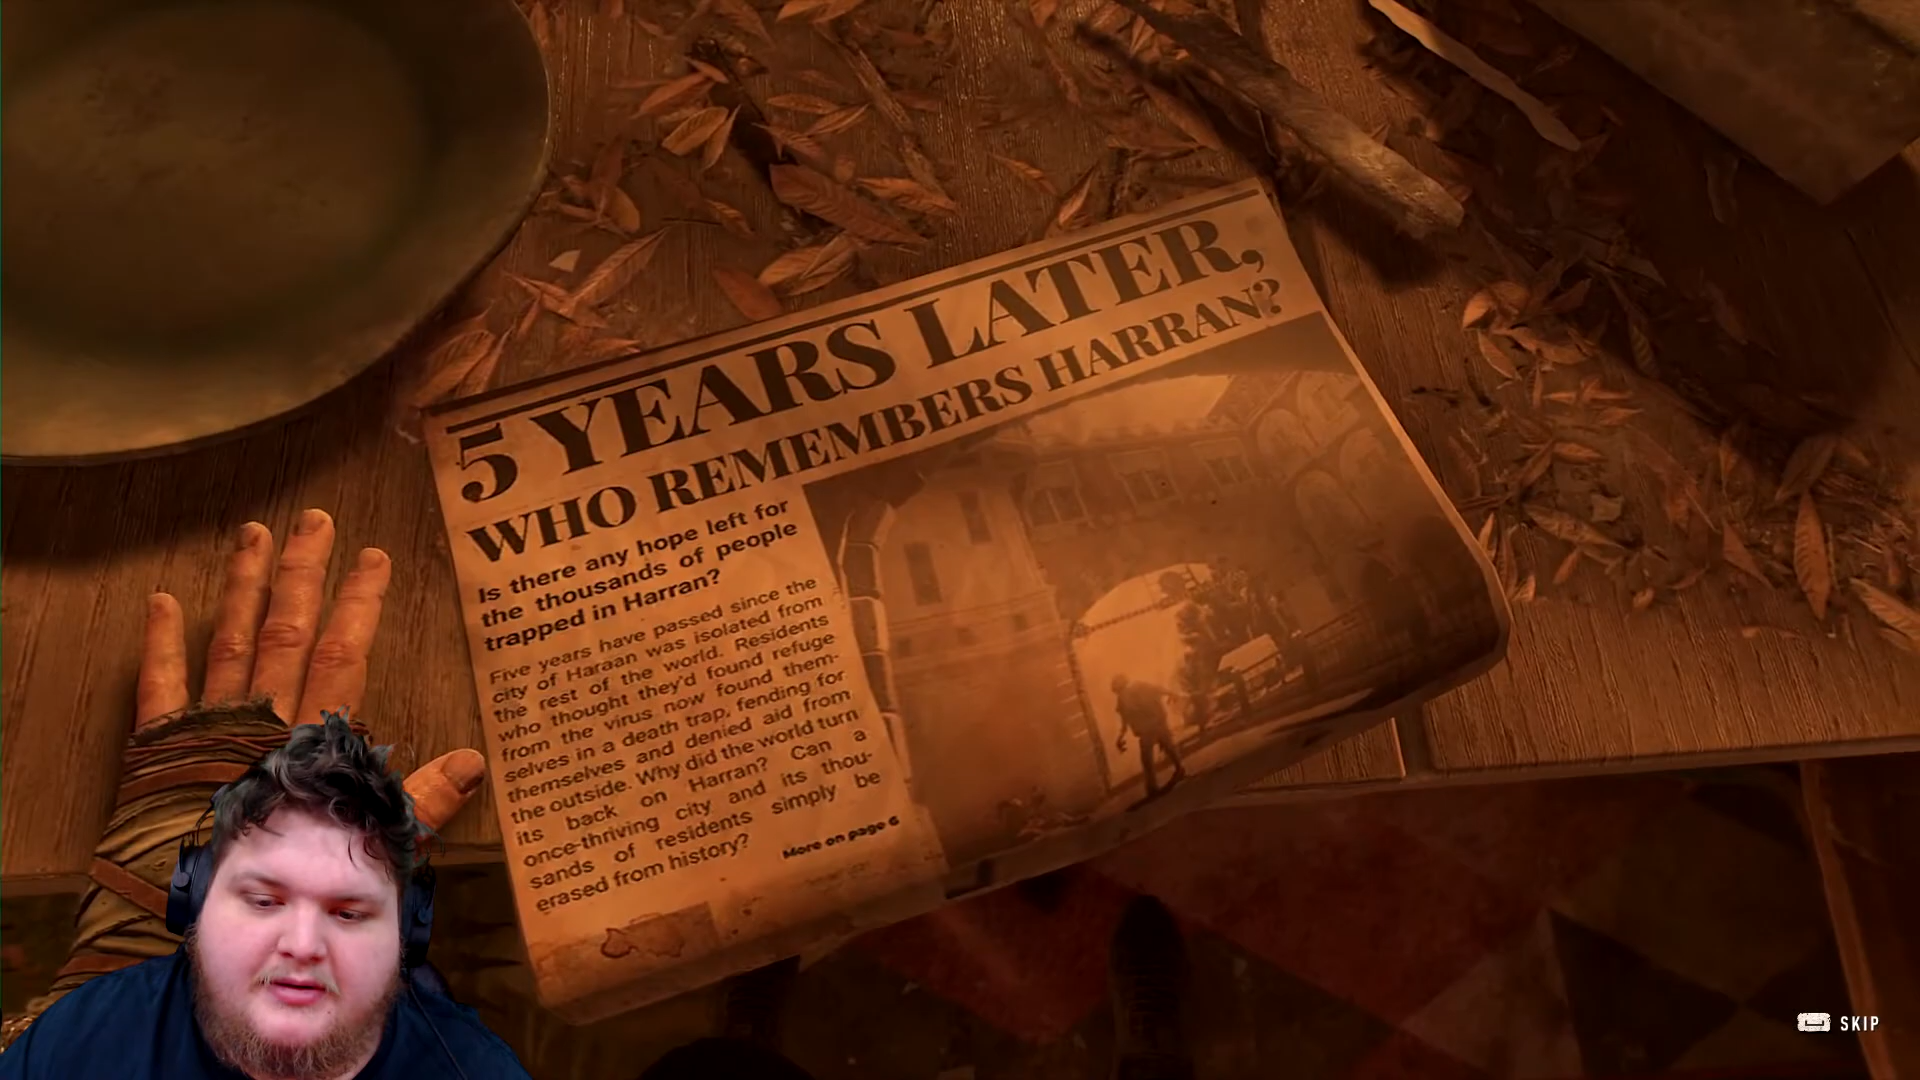 5 YEARS LATER,
WHO REMEMBERS HARRAN?
Is there any hope left for
the thousands of people
trapped in Harran?
Five years have passed since the
city of Haraan was isolated from
the rest of the world. Residents
who thought they'd found refuge
from the virus now found them-
selves in a death trap, fending for
themselves and denied aid from
the outside. Why did the world turn
its back on Harran? Can a
once-thriving city and its thou-
sands of residents simply be
erased from history?
More on page 6
SKIP